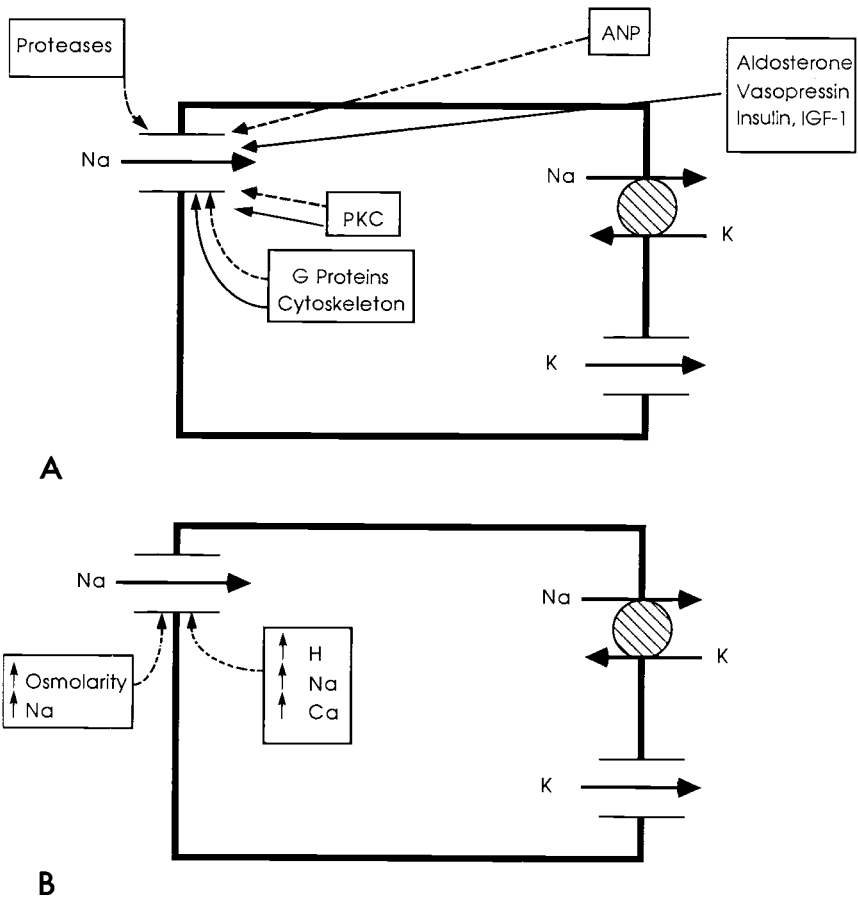 Proteases
ANP
Aldosterone
Vasopressin
Insulin, IGF-1
Na
Na
K
PKC
G Proteins
Cytoskeleton
K
A
Na
Na
K
H
Na
Ca
Osmolarity
Na
K
B